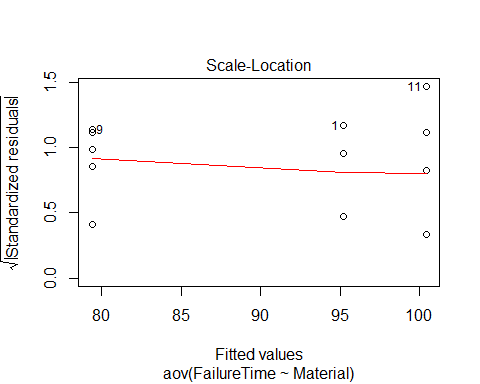 Scale-Location
√|Standardized residuals|
0.0 0.5 1.0 1.5
9
1
11
80 85 90 95 100
Fitted values
aov(FailureTime ~ Material)